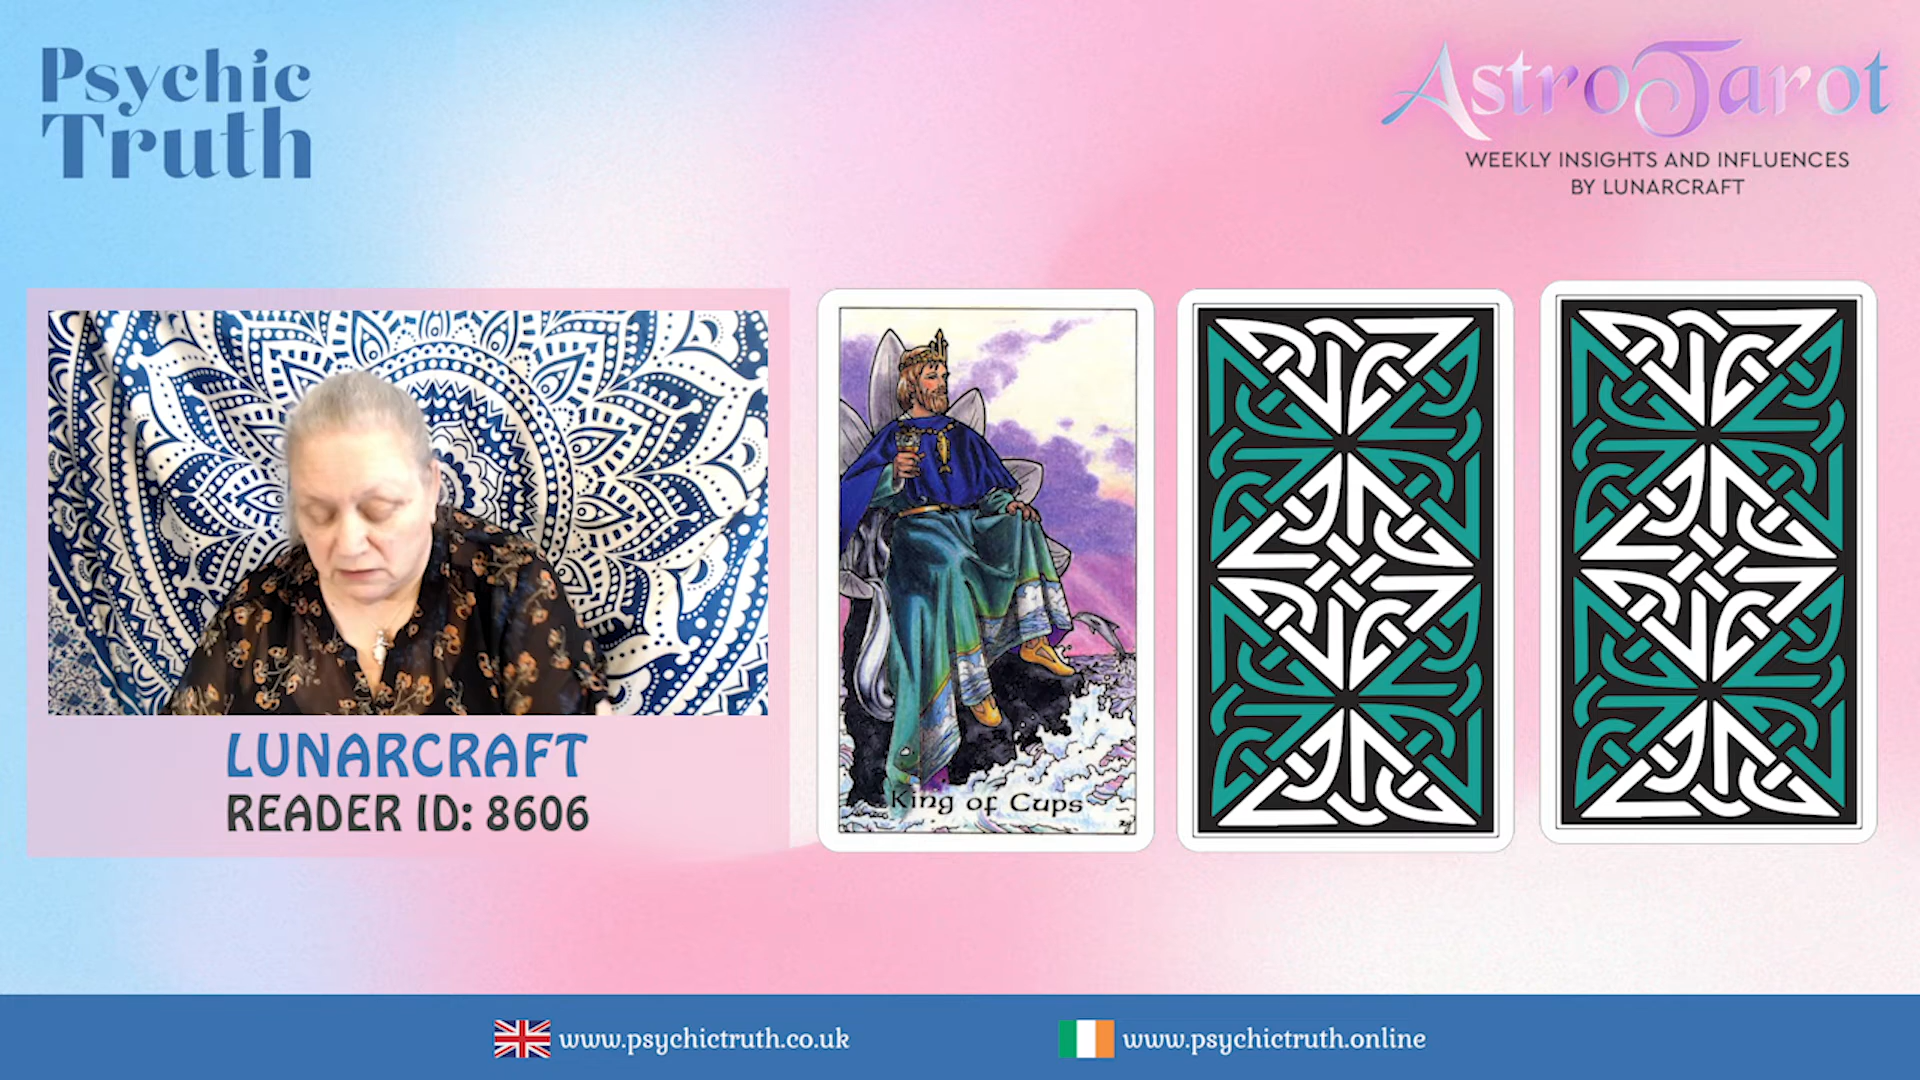 Psychic
Truth
AstroTarot
WEEKLY INSIGHTS AND INFLUENCES
BY LUNARCRAFT
King of Cups
LUNARCRAFT
READER ID: 8606
www.psychictruth.co.uk
www.psychictruth.online